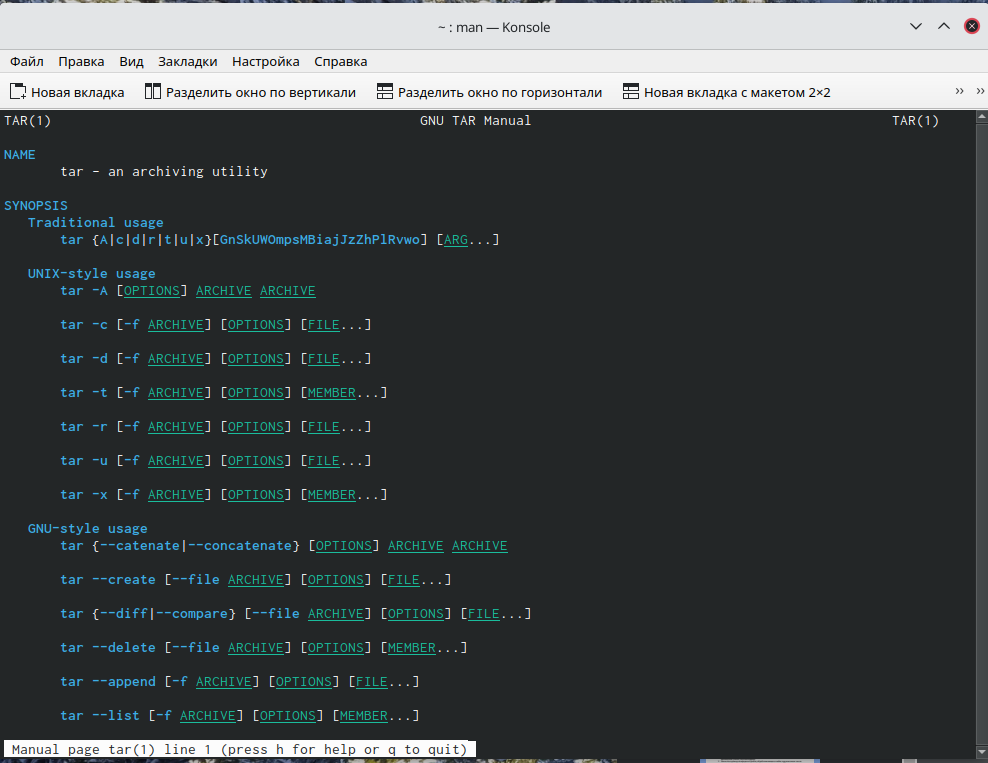 ~ : man — Konsole
Файл Правка Вид Закладки Настройка Справка
Новая вкладка Разделить окно по вертикали Разделить окно по горизонтали Новая вкладка с макетом 2×2 » »
TAR(1) GNU TAR Manual TAR(1)
NAME
tar - an archiving utility
SYNOPSIS
Traditional usage
tar {A|c|d|r|t|u|x}[GnSkUWOmpsMBiajJzZhPlRvwo] [ARG...]
UNIX-style usage
tar -A [OPTIONS] ARCHIVE ARCHIVE
tar -c [-f ARCHIVE] [OPTIONS] [FILE...]
tar -d [-f ARCHIVE] [OPTIONS] [FILE...]
tar -t [-f ARCHIVE] [OPTIONS] [MEMBER...]
tar -r [-f ARCHIVE] [OPTIONS] [FILE...]
tar -u [-f ARCHIVE] [OPTIONS] [FILE...]
tar -x [-f ARCHIVE] [OPTIONS] [MEMBER...]
GNU-style usage
tar {--catenate|--concatenate} [OPTIONS] ARCHIVE ARCHIVE
tar --create [--file ARCHIVE] [OPTIONS] [FILE...]
tar {--diff|--compare} [--file ARCHIVE] [OPTIONS] [FILE...]
tar --delete [--file ARCHIVE] [OPTIONS] [MEMBER...]
tar --append [-f ARCHIVE] [OPTIONS] [FILE...]
tar --list [-f ARCHIVE] [OPTIONS] [MEMBER...]
Manual page tar(1) line 1 (press h for help or q to quit)